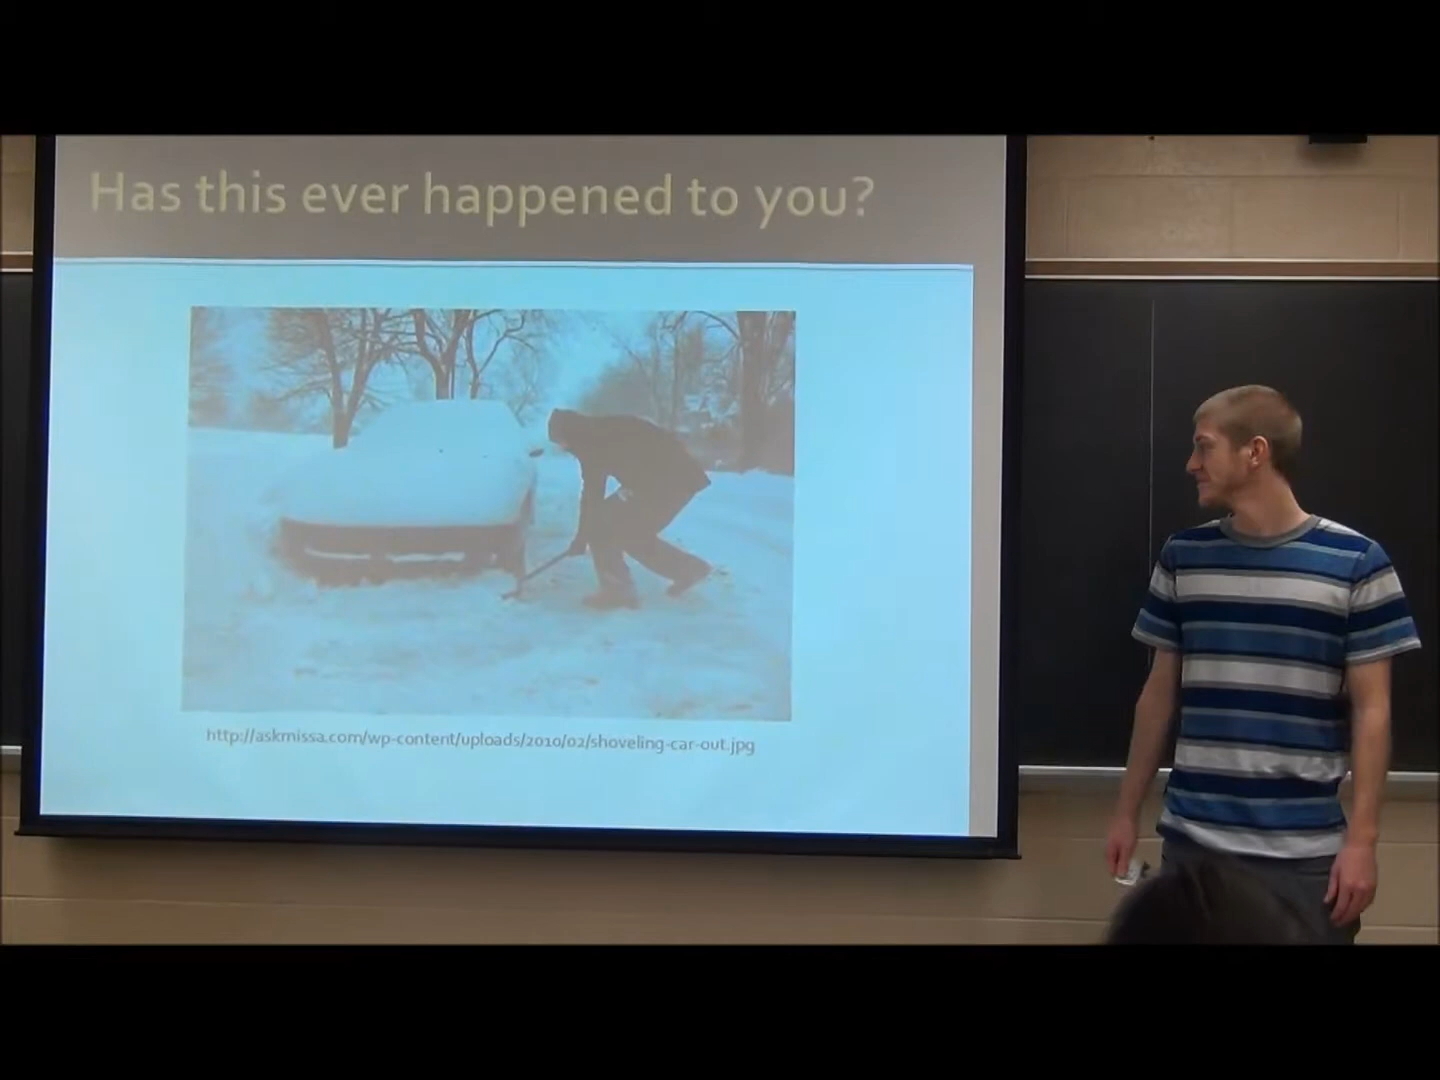 Has this ever happened to you?
http://askmissa.com/wp-content/uploads/2010/02/shoveling-car-out.jpg